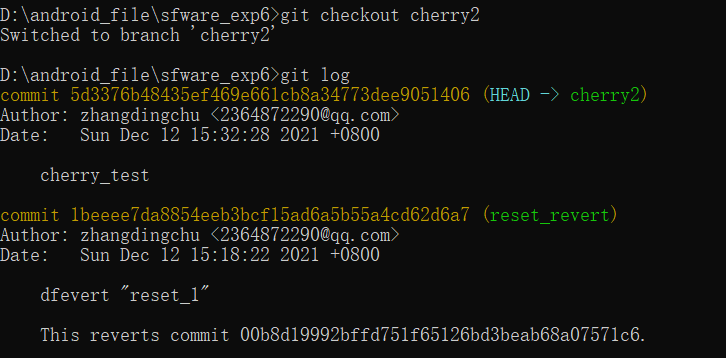 D:\android_file\sfware_exp6>git checkout cherry2
Switched to branch 'cherry2'
D:\android_file\sfware_exp6>git log
commit 5d3376b48435ef469e661cb8a34773dee9051406 (HEAD -> cherry2)
Author: zhangdingchu <2364872290@qq.com>
Date:   Sun Dec 12 15:32:28 2021 +0800
cherry_test
commit 1beeee7da8854eeb3bcf15ad6a5b55a4cd62d6a7 (reset_revert)
Author: zhangdingchu <2364872290@qq.com>
Date:   Sun Dec 12 15:18:22 2021 +0800
dfevert "reset_1"
This reverts commit 00b8d19992bffd751f65126bd3beab68a07571c6.